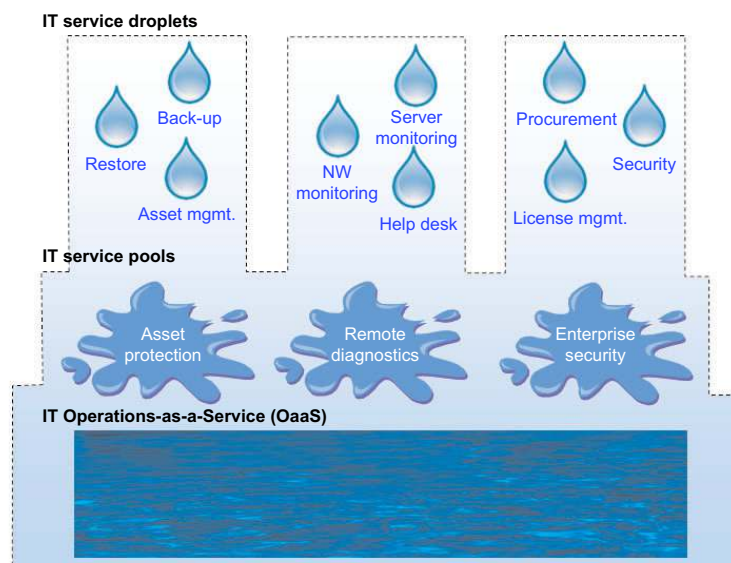 IT service droplets
Back-up
Restore
Asset mgmt.
Server
monitoring
NW
monitoring
Help desk
Procurement
Security
License mgmt.
IT service pools
Asset
protection
Remote
diagnostics
Enterprise
security
IT Operations-as-a-Service (OaaS)